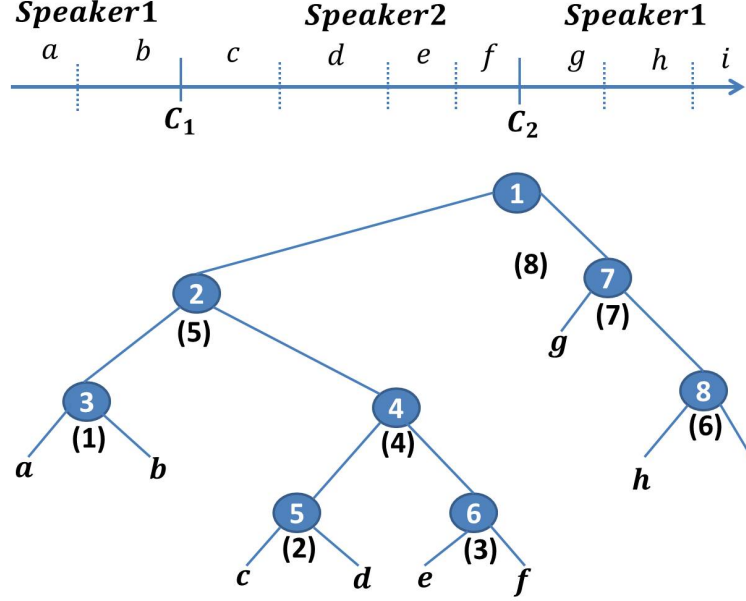 Speaker1 Speaker2 Speaker1
a b c d e f g h i
C1 C2
1
(8) 7
2
(5) (7)
g
3 4 8
(1) (4) (6)
a b h
5 6
(2) (3)
c d e f